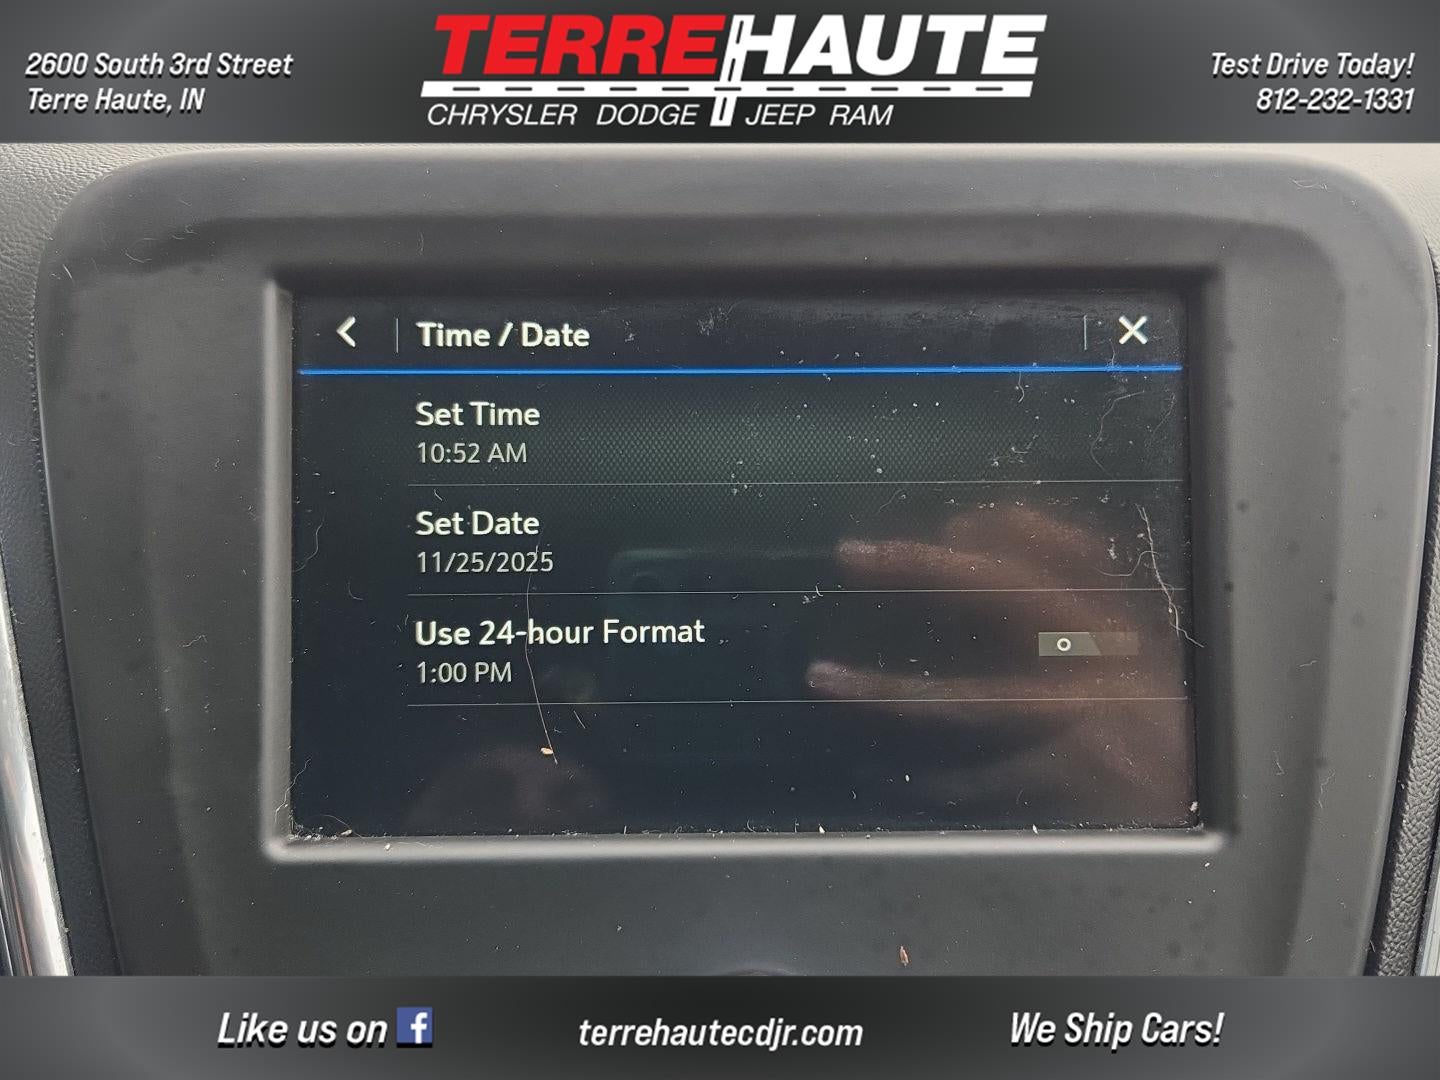 2600 South 3rd Street
Terre Haute, IN
TERRE HAUTE
CHRYSLER DODGE JEEP RAM
Test Drive Today!
812-232-1331
Time / Date
Set Time
10:52 AM
Set Date
11/25/2025
Use 24-hour Format
1:00 PM
Like us on f
terrehautecdjr.com
We Ship Cars!